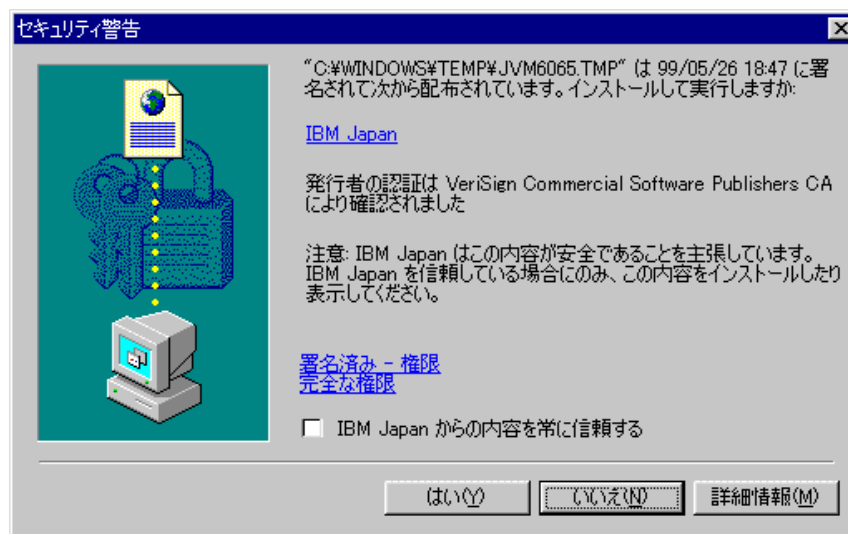 セキュリティ警告
"C:¥WINDOWS¥TEMP¥JVM6065.TMP" は 99/05/26 18:47 に署
名されて次から配布されています。インストールして実行しますか:
IBM Japan
発行者の認証は VeriSign Commercial Software Publishers CA
により確認されました
注意: IBM Japan はこの内容が安全であることを主張しています。
IBM Japan を信頼している場合にのみ、この内容をインストールしたり
表示してください。
署名済み - 権限
完全な権限
IBM Japan からの内容を常に信頼する
はい(Y)
いいえ(N)
詳細情報(M)